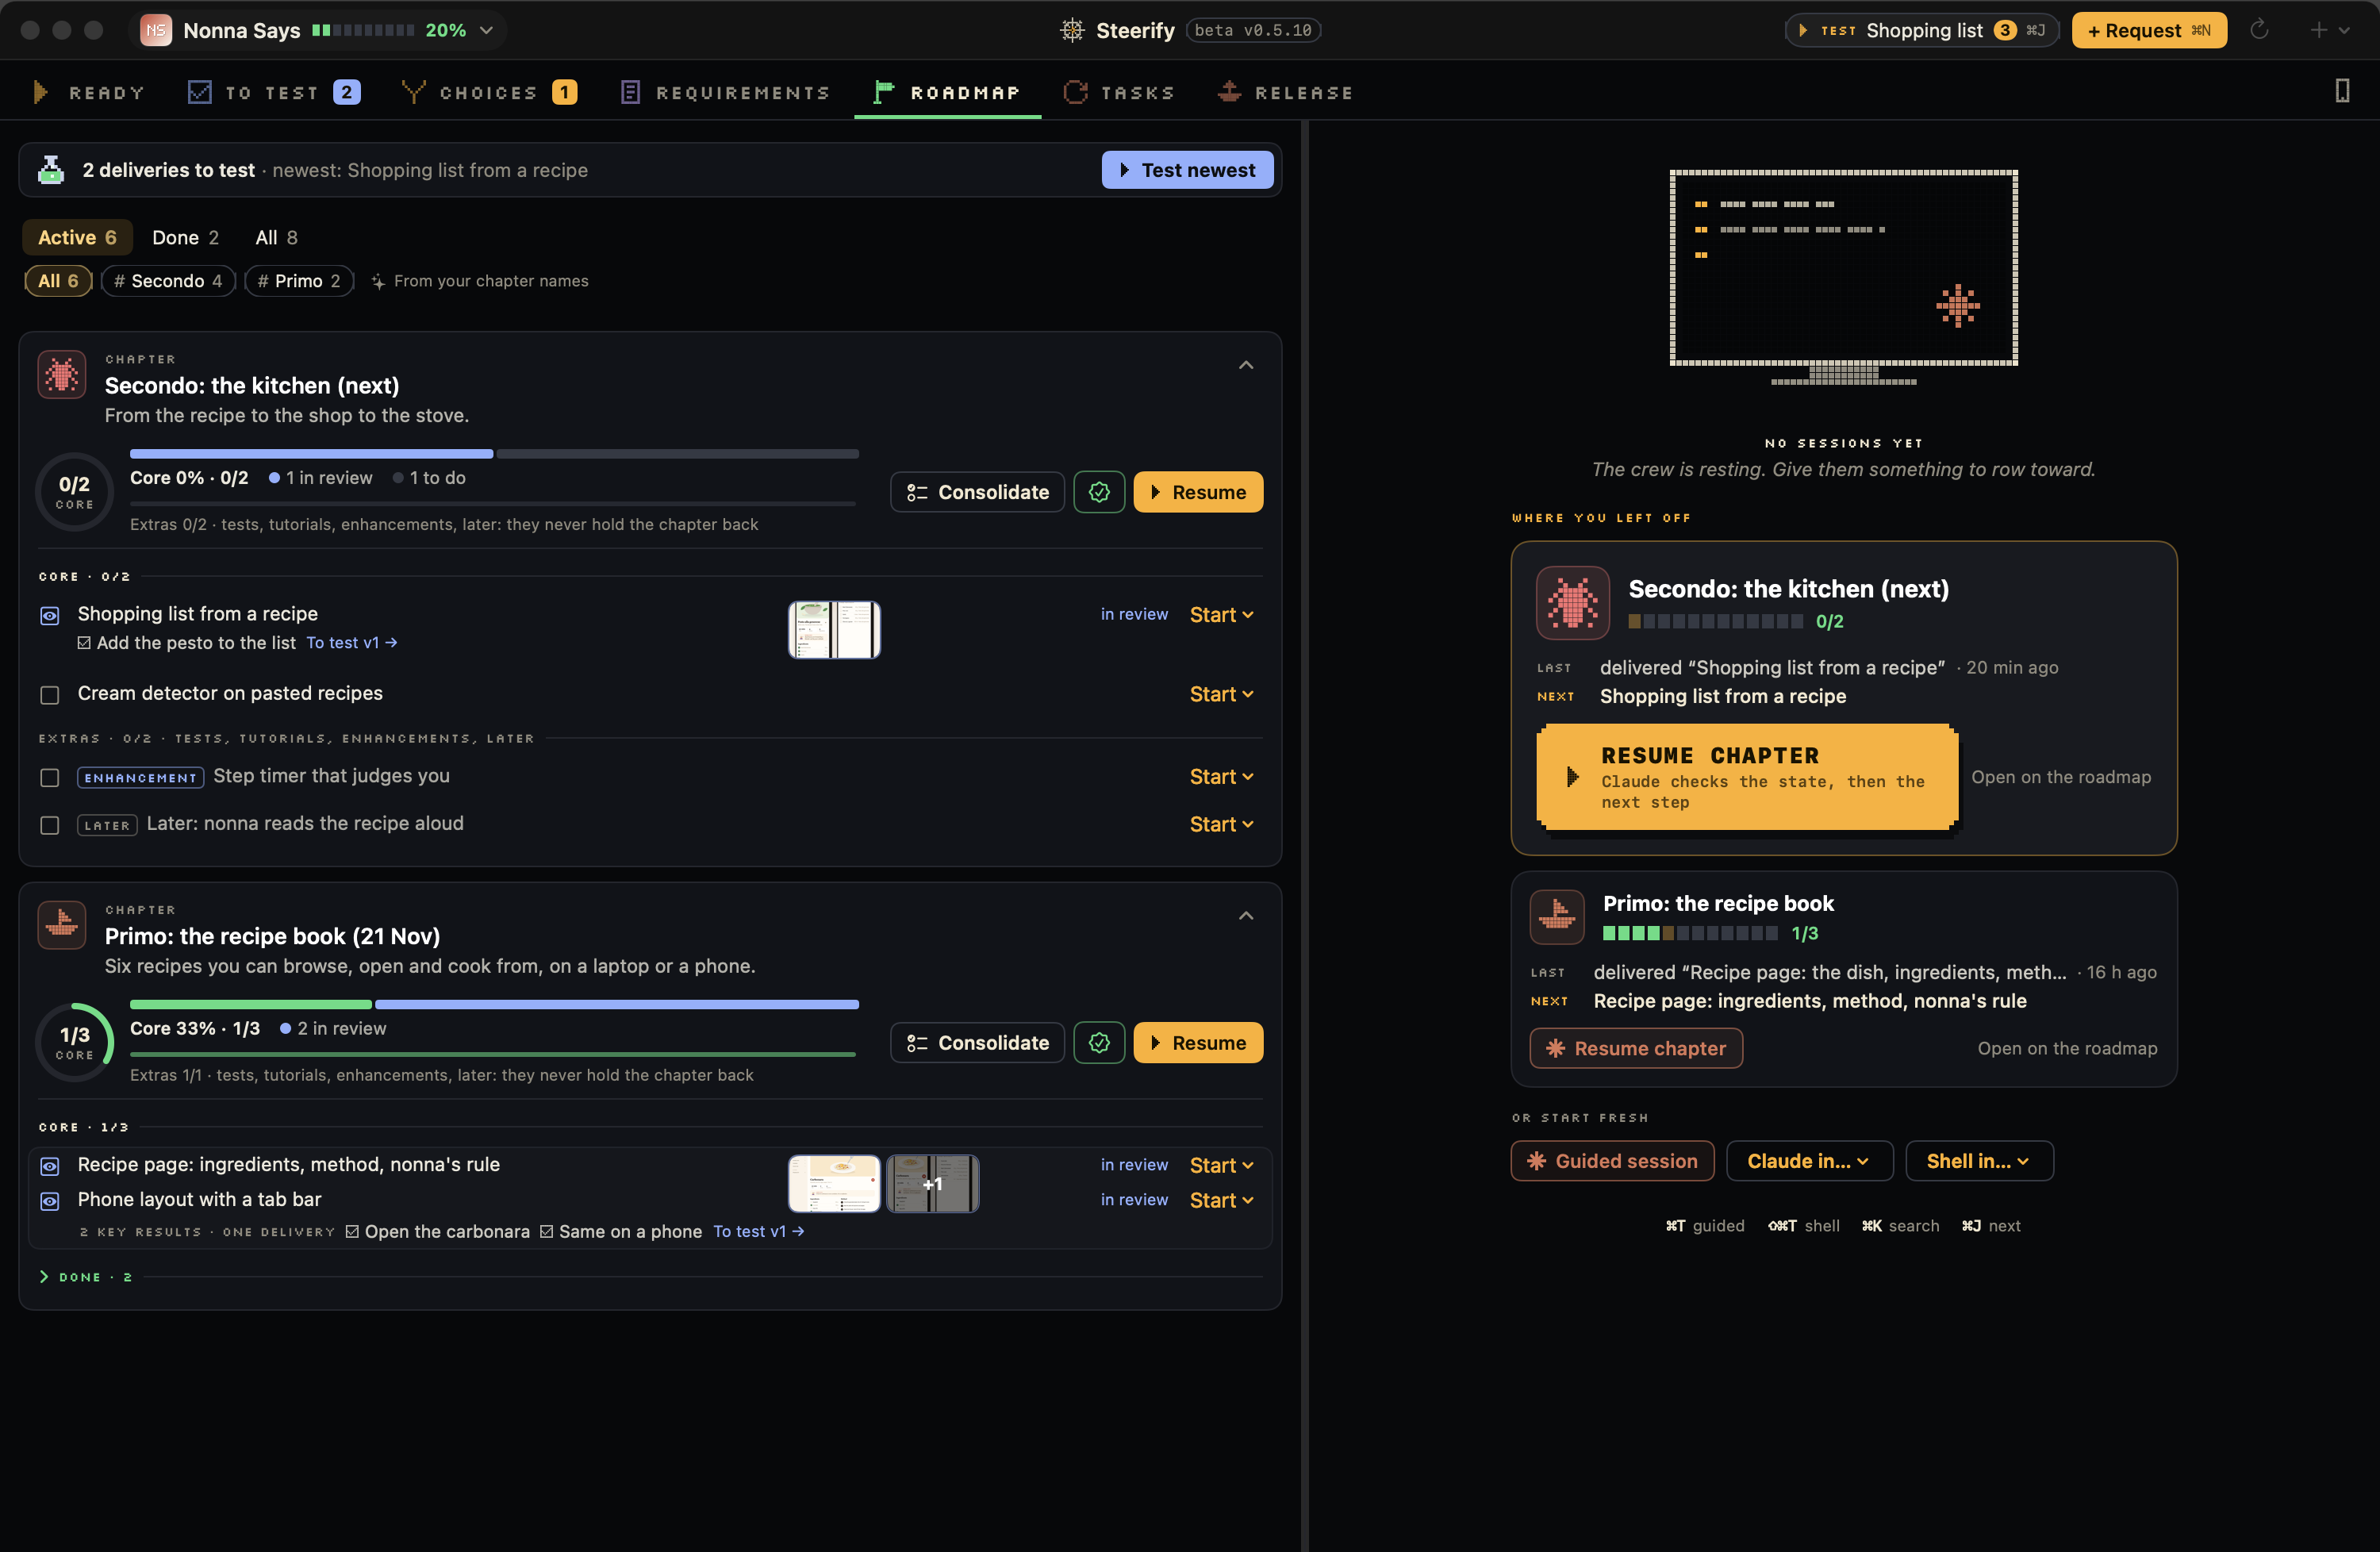 NS Nonna Says 20%
Steerify beta v0.5.10
TEST Shopping list 3 ⌘J
+ Request ⌘N
READY
TO TEST 2
CHOICES 1
REQUIREMENTS
ROADMAP
TASKS
RELEASE
2 deliveries to test · newest: Shopping list from a recipe
Test newest
Active 6 Done 2 All 8
All 6 # Secondo 4 # Primo 2 From your chapter names
CHAPTER
Secondo: the kitchen (next)
From the recipe to the shop to the stove.
0/2
CORE
Core 0% · 0/2 1 in review 1 to do
Extras 0/2 · tests, tutorials, enhancements, later: they never hold the chapter back
Consolidate
Resume
CORE · 0/2
Shopping list from a recipe
in review Start
Add the pesto to the list To test v1 →
Cream detector on pasted recipes
Start
EXTRAS · 0/2 · TESTS, TUTORIALS, ENHANCEMENTS, LATER
ENHANCEMENT Step timer that judges you
Start
LATER Later: nonna reads the recipe aloud
Start
CHAPTER
Primo: the recipe book (21 Nov)
Six recipes you can browse, open and cook from, on a laptop or a phone.
1/3
CORE
Core 33% · 1/3 2 in review
Extras 1/1 · tests, tutorials, enhancements, later: they never hold the chapter back
Consolidate
Resume
CORE · 1/3
Recipe page: ingredients, method, nonna's rule
in review Start
Phone layout with a tab bar
+1
in review Start
2 KEY RESULTS · ONE DELIVERY Open the carbonara Same on a phone To test v1 →
DONE · 2
NO SESSIONS YET
The crew is resting. Give them something to row toward.
WHERE YOU LEFT OFF
Secondo: the kitchen (next)
0/2
LAST delivered “Shopping list from a recipe” · 20 min ago
NEXT Shopping list from a recipe
RESUME CHAPTER
Claude checks the state, then the
next step
Open on the roadmap
Primo: the recipe book
1/3
LAST delivered “Recipe page: the dish, ingredients, meth... · 16 h ago
NEXT Recipe page: ingredients, method, nonna's rule
Resume chapter
Open on the roadmap
OR START FRESH
Guided session
Claude in...
Shell in...
⌘T guided ⇧⌘T shell ⌘K search ⌘J next